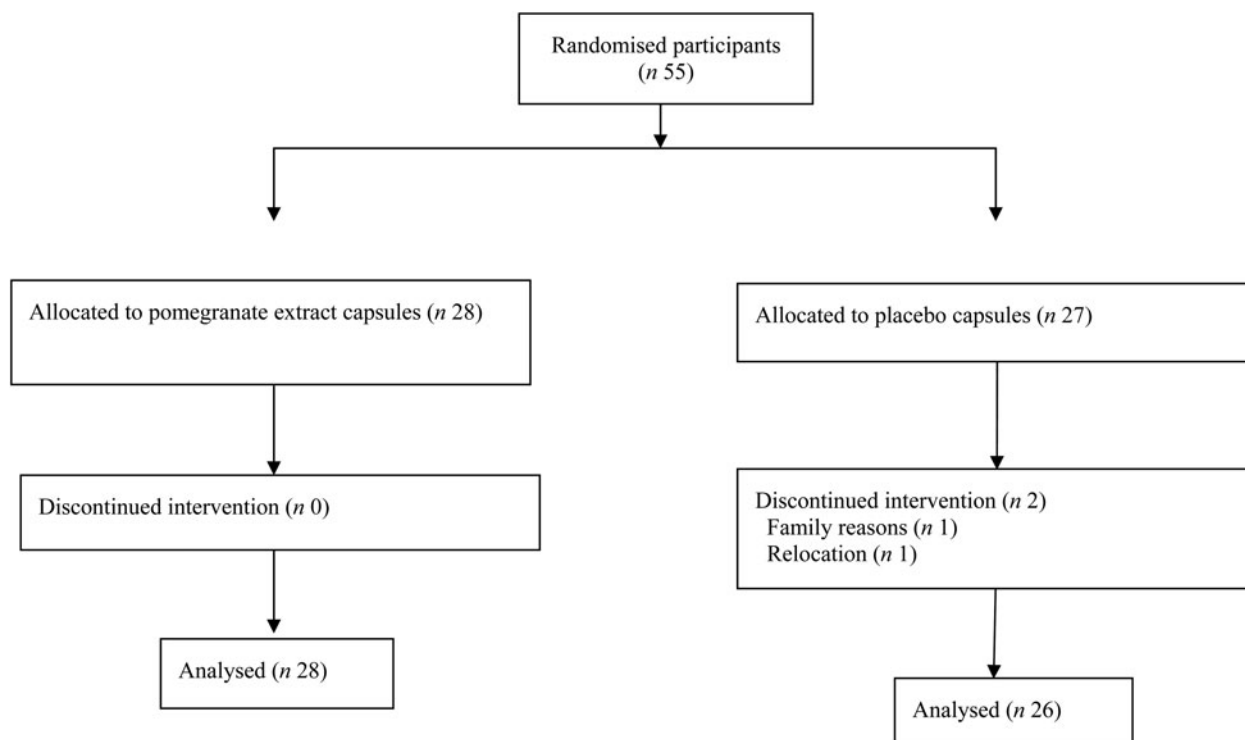 Randomised participants
(n 55)
Allocated to pomegranate extract capsules (n 28)
Allocated to placebo capsules (n 27)
Discontinued intervention (n 0)
Discontinued intervention (n 2)
Family reasons (n 1)
Relocation (n 1)
Analysed (n 28)
Analysed (n 26)